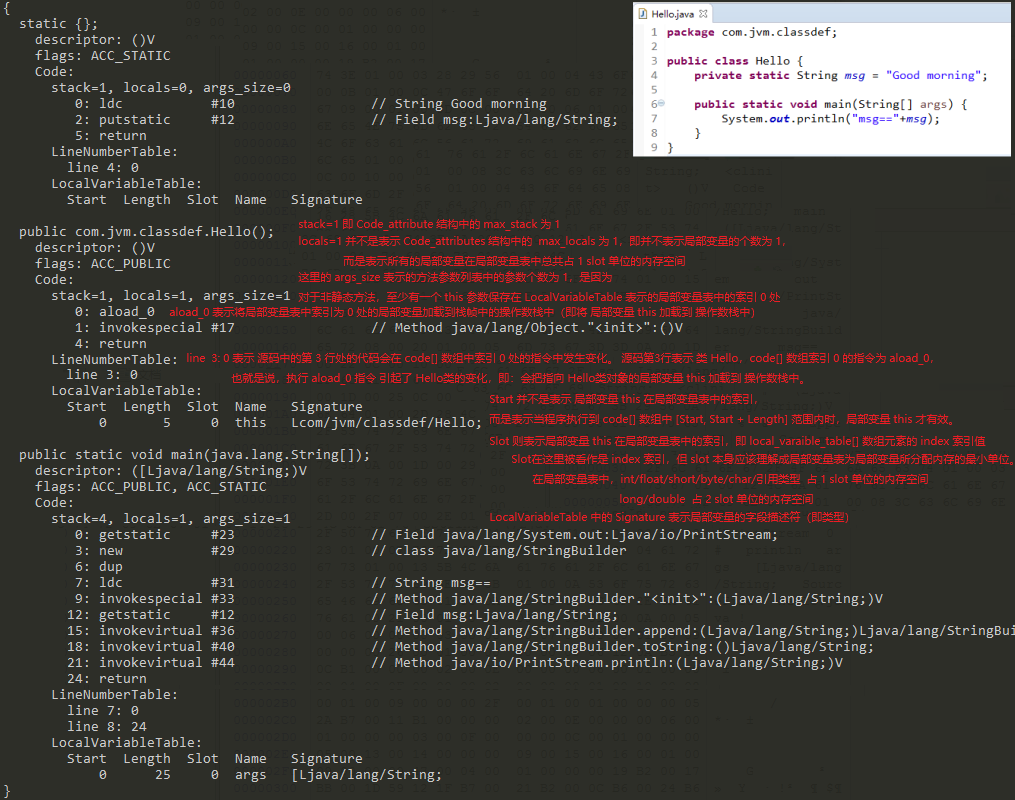 {
static {};
descriptor: ()V
flags: ACC_STATIC
Code:
stack=1, locals=0, args_size=0
0: ldc #10 // String Good morning
2: putstatic #12 // Field msg:Ljava/lang/String;
5: return
LineNumberTable:
line 4: 0
LocalVariableTable:
Start Length Slot Name Signature
Hello.java
1 package com.jvm.classdef;
2
3 public class Hello {
4 private static String msg = "Good morning";
5
6 public static void main(String[] args) {
7 System.out.println("msg=="+msg);
8 }
9 }
public com.jvm.classdef.Hello();
descriptor: ()V
flags: ACC_PUBLIC
Code:
stack=1, locals=1, args_size=1
0: aload_0
1: invokespecial #17 // Method java/lang/Object."<init>":()V
4: return
LineNumberTable:
line 3: 0
LocalVariableTable:
Start Length Slot Name Signature
0 5 0 this Lcom/jvm/classdef/Hello;
stack=1 即 Code_attribute 结构中的 max_stack 为 1
locals=1 并不是表示 Code_attributes 结构中的 max_locals 为 1，即并不表示局部变量的个数为 1，
而是表示所有的局部变量在局部变量表中总共占 1 slot 单位的内存空间
这里的 args_size 表示的方法参数列表中的参数个数为 1，是因为
对于非静态方法，至少有一个 this 参数保存在 LocalVariableTable 表示的局部变量表中的索引 0 处
aload_0 表示将局部变量表中索引为 0 处的局部变量加载到栈帧中的操作数栈中（即将 局部变量 this 加载到 操作数栈中）
line 3: 0 表示 源码中的第 3 行处的代码会在 code[] 数组中索引 0 处的指令中发生变化。 源码第3行表示 类 Hello，code[] 数组索引 0 的指令为 aload_0，
也就是说，执行 aload_0 指令 引起了 Hello类的变化，即：会把指向 Hello类对象的局部变量 this 加载到 操作数栈中。
Start 并不是表示 局部变量 this 在局部变量表中的索引，
而是表示当程序执行到 code[] 数组中 [Start, Start + Length] 范围内时，局部变量 this 才有效。
Slot 则表示局部变量 this 在局部变量表中的索引，即 local_varaible_table[] 数组元素的 index 索引值
Slot在这里被看作是 index 索引，但 slot 本身应该理解成局部变量表为局部变量所分配内存的最小单位。
在局部变量表中，int/float/short/byte/char/引用类型 占 1 slot 单位的内存空间
long/double 占 2 slot 单位的内存空间
LocalVariableTable 中的 Signature 表示局部变量的字段描述符（即类型）
public static void main(java.lang.String[]);
descriptor: ([Ljava/lang/String;)V
flags: ACC_PUBLIC, ACC_STATIC
Code:
stack=4, locals=1, args_size=1
0: getstatic #23 // Field java/lang/System.out:Ljava/io/PrintStream;
3: new #29 // class java/lang/StringBuilder
6: dup
7: ldc #31 // String msg==
9: invokespecial #33 // Method java/lang/StringBuilder."<init>":(Ljava/lang/String;)V
12: getstatic #12 // Field msg:Ljava/lang/String;
15: invokevirtual #36 // Method java/lang/StringBuilder.append:(Ljava/lang/String;)Ljava/lang/StringBui
18: invokevirtual #40 // Method java/lang/StringBuilder.toString:()Ljava/lang/String;
21: invokevirtual #44 // Method java/io/PrintStream.println:(Ljava/lang/String;)V
24: return
LineNumberTable:
line 7: 0
line 8: 24
LocalVariableTable:
Start Length Slot Name Signature
0 25 0 args [Ljava/lang/String;
}